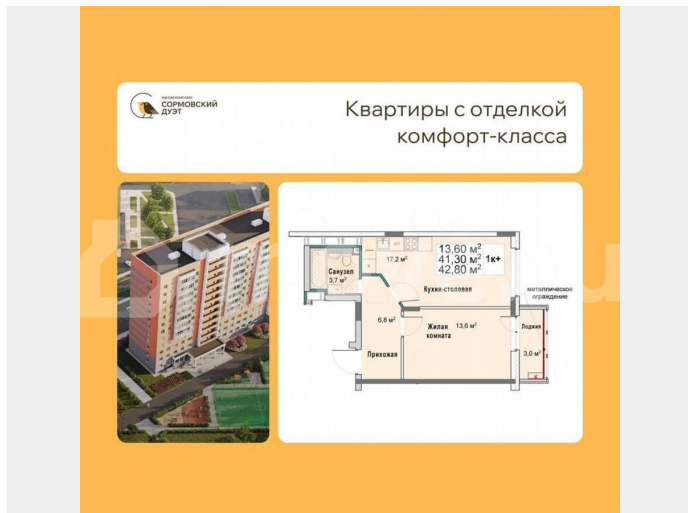 ЖИЛОЙ КОМПЛЕКС
СОРМОВСКИЙ
ДУЭТ
Квартиры с отделкой
комфорт-класса
13,60 м²
41,30 м² 1к+
42,80 м²
17,2 м²
Санузел
3,7 м²
Кухня-столовая
металлическое
ограждение
6,8 м²
Жилая 13,6 м²
комната
Лоджия
3,0 м²
Прихожая